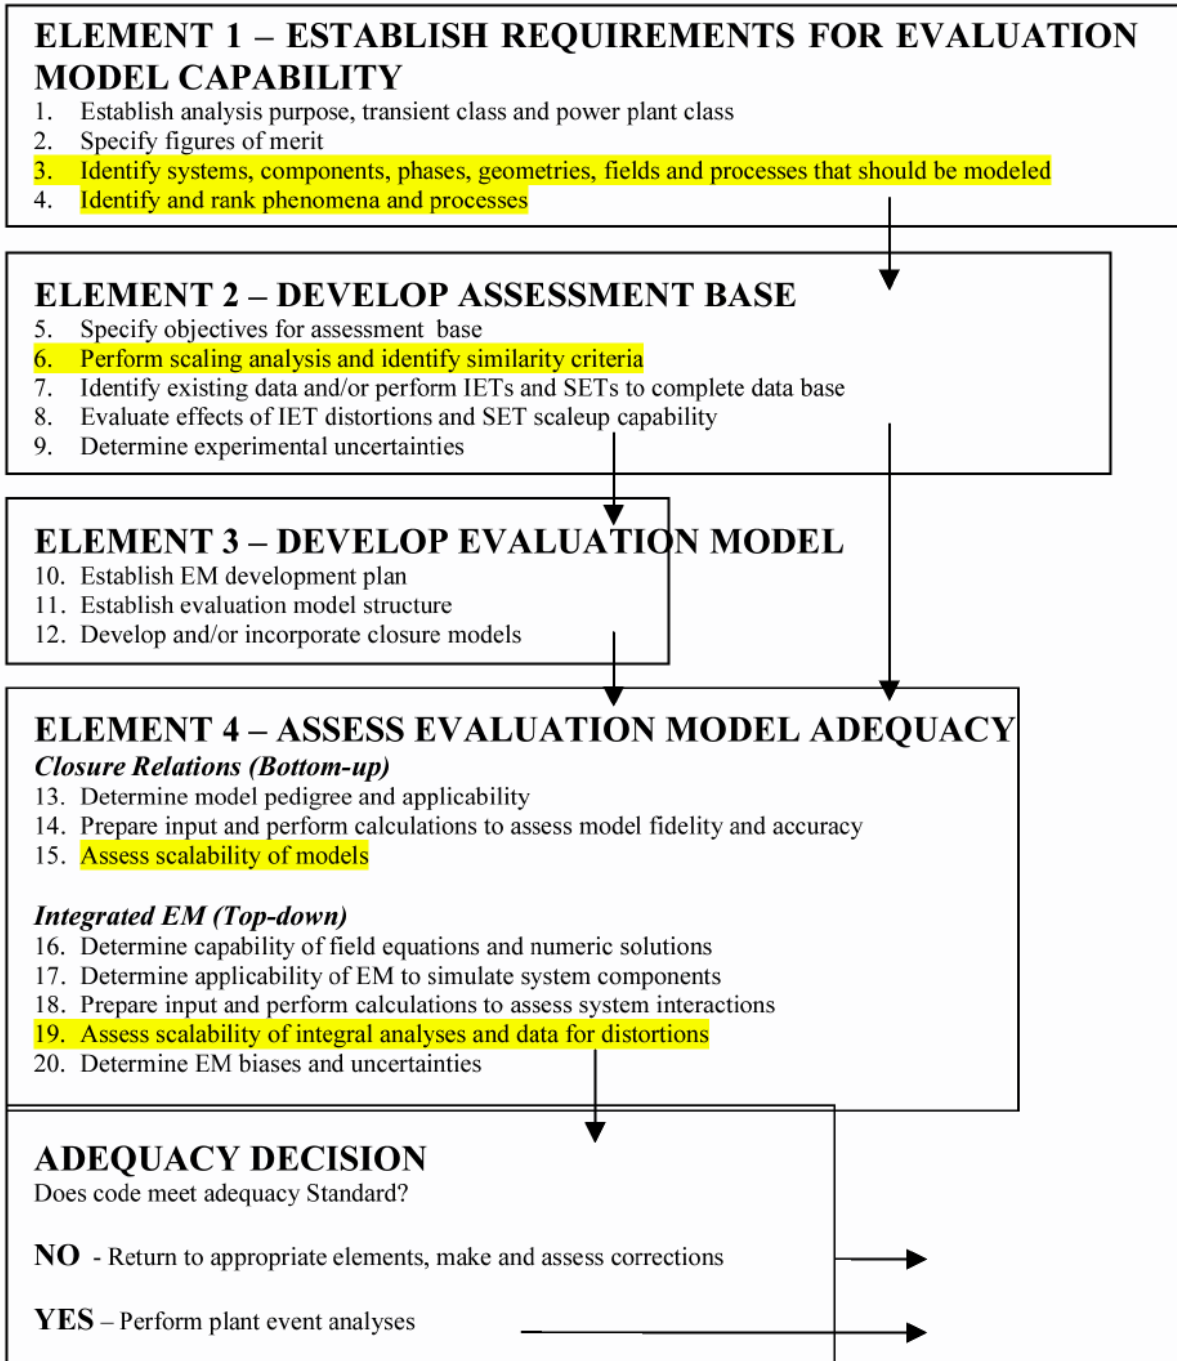 ELEMENT 1 – ESTABLISH REQUIREMENTS FOR EVALUATION
MODEL CAPABILITY
1. Establish analysis purpose, transient class and power plant class
2. Specify figures of merit
3. Identify systems, components, phases, geometries, fields and processes that should be modeled
4. Identify and rank phenomena and processes
ELEMENT 2 – DEVELOP ASSESSMENT BASE
5. Specify objectives for assessment base
6. Perform scaling analysis and identify similarity criteria
7. Identify existing data and/or perform IETs and SETs to complete data base
8. Evaluate effects of IET distortions and SET scaleup capability
9. Determine experimental uncertainties
ELEMENT 3 – DEVELOP EVALUATION MODEL
10. Establish EM development plan
11. Establish evaluation model structure
12. Develop and/or incorporate closure models
ELEMENT 4 – ASSESS EVALUATION MODEL ADEQUACY
Closure Relations (Bottom-up)
13. Determine model pedigree and applicability
14. Prepare input and perform calculations to assess model fidelity and accuracy
15. Assess scalability of models
Integrated EM (Top-down)
16. Determine capability of field equations and numeric solutions
17. Determine applicability of EM to simulate system components
18. Prepare input and perform calculations to assess system interactions
19. Assess scalability of integral analyses and data for distortions
20. Determine EM biases and uncertainties
ADEQUACY DECISION
Does code meet adequacy Standard?
NO - Return to appropriate elements, make and assess corrections
YES – Perform plant event analyses